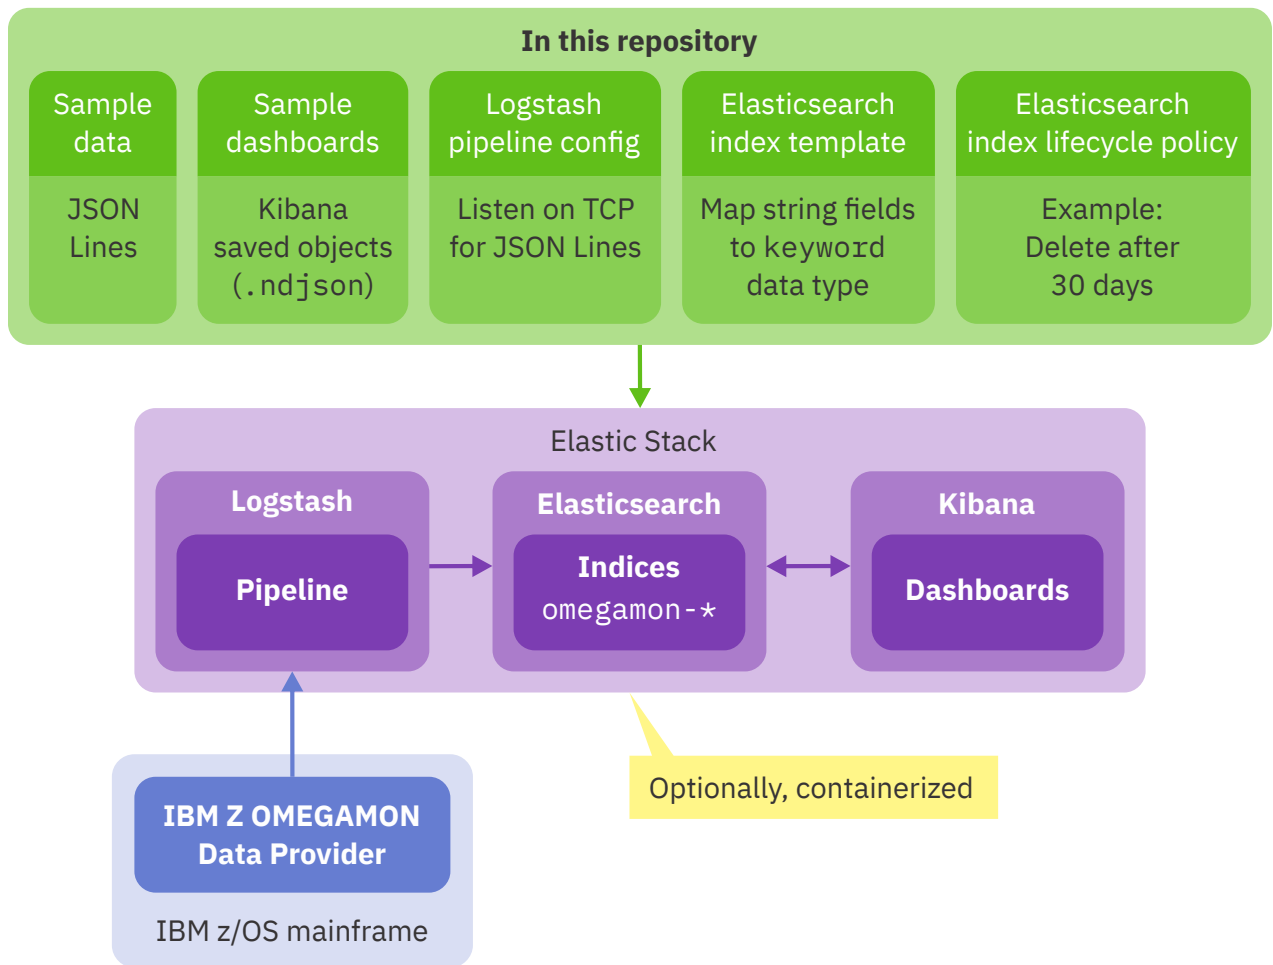 In this repository
Sample
data
JSON
Lines
Sample
dashboards
Kibana
saved objects
(.ndjson)
Logstash
pipeline config
Listen on TCP
for JSON Lines
Elasticsearch
index template
Map string fields
to keyword
data type
Elasticsearch
index lifecycle policy
Example:
Delete after
30 days
Elastic Stack
Logstash
Pipeline
Elasticsearch
Indices
omegamon-*
Kibana
Dashboards
Optionally, containerized
IBM Z OMEGAMON
Data Provider
IBM z/OS mainframe